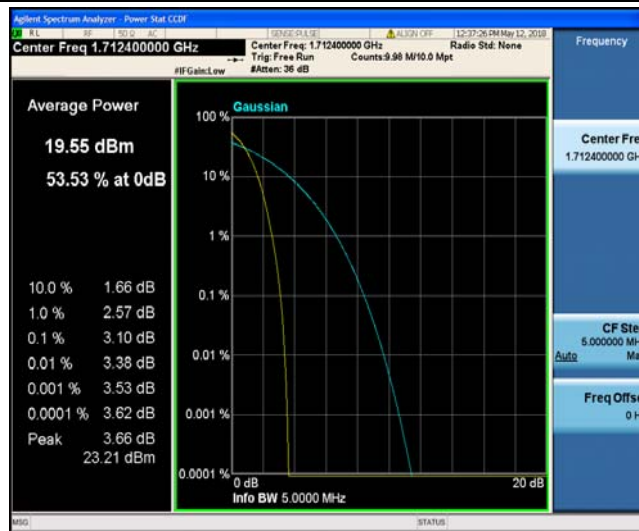 Agilent Spectrum Analyzer - Power Stat CCDF
RL RF 50 Ω AC SENSE:PULSE ALIGN OFF 12:37:26 PM May 12, 2018
Center Freq 1.712400000 GHz
Center Freq: 1.712400000 GHz Radio Std: None
Trig: Free Run Counts:9.98 M/10.0 Mpt
#IFGain:Low #Atten: 36 dB
Frequency
Average Power
19.55 dBm
53.53 % at 0dB
10.0 % 1.66 dB
1.0 % 2.57 dB
0.1 % 3.10 dB
0.01 % 3.38 dB
0.001 % 3.53 dB
0.0001 % 3.62 dB
Peak 3.66 dB
23.21 dBm
Gaussian
100 %
10 %
1 %
0.1 %
0.01 %
0.001 %
0.0001 %
0 dB 20 dB
Info BW 5.0000 MHz
Center Fre
1.712400000 GH
CF Ste
5.000000 MH
Auto Ma
Freq Offse
0 H
MSG STATUS